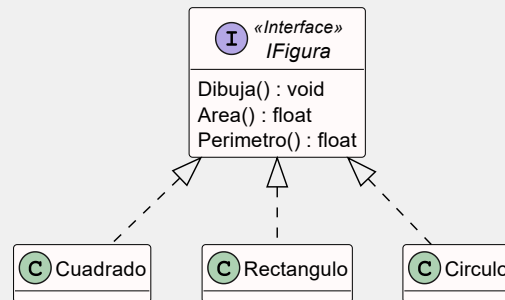 I «Interface»
IFigura
Dibuja() : void
Area() : float
Perimetro() : float
C Cuadrado
C Rectangulo
C Circulo